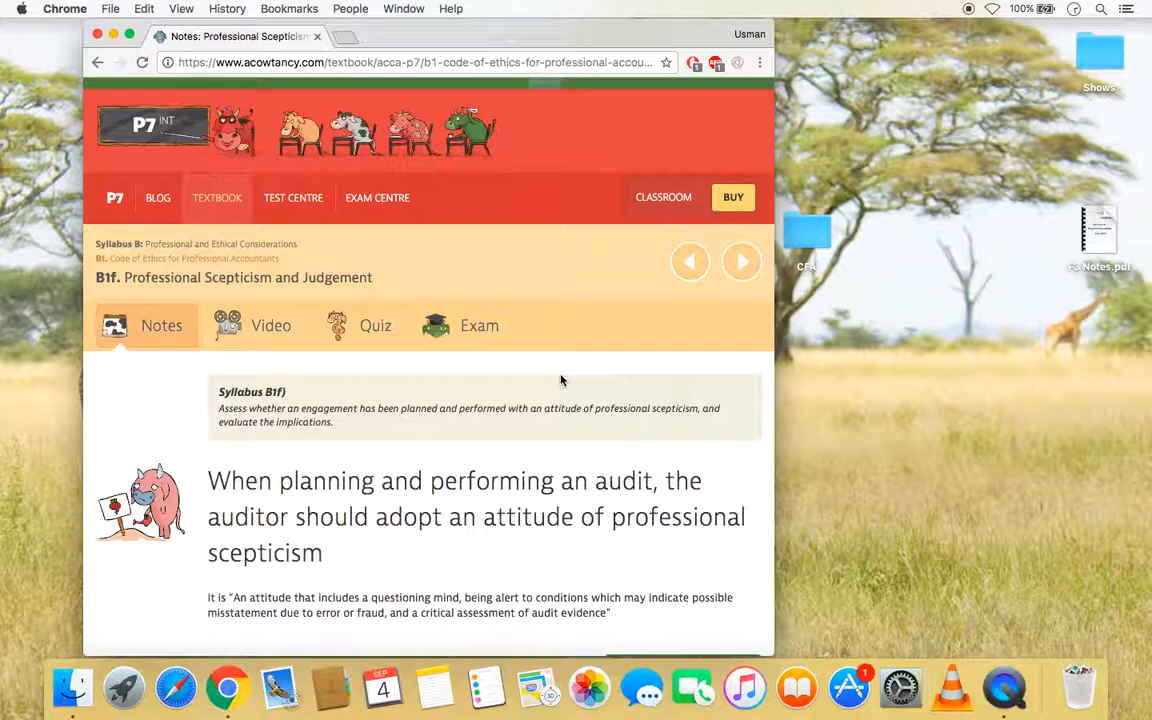 Chrome File Edit View History Bookmarks People Window Help 100%
Notes: Professional Scepticism
Usman
https://www.acowtancy.com/textbook/acca-p7/b1-code-of-ethics-for-professional-accou...
1 1
Shows
P7 INT
P7 BLOG TEXTBOOK TEST CENTRE EXAM CENTRE CLASSROOM BUY
Syllabus B: Professional and Ethical Considerations
B1. Code of Ethics for Professional Accountants
B1f. Professional Scepticism and Judgement
CFA
F3 Notes.pdf
Notes Video Quiz Exam
Syllabus B1f)
Assess whether an engagement has been planned and performed with an attitude of professional scepticism, and
evaluate the implications.
When planning and performing an audit, the
auditor should adopt an attitude of professional
scepticism
It is “An attitude that includes a questioning mind, being alert to conditions which may indicate possible
misstatement due to error or fraud, and a critical assessment of audit evidence”
SEP
4
3D
1